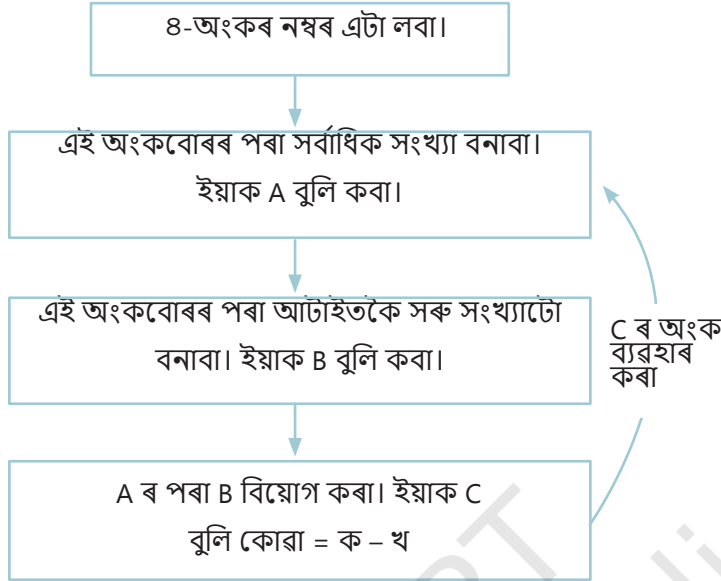 ৪-অংকৰ নম্বৰ এটা লবা।
এই অংকবোৰৰ পৰা সৰ্বাধিক সংখ্যা বনাবা।
ইয়াক A বুলি কবা।
এই অংকবোৰৰ পৰা আটাইতকৈ সৰু সংখ্যাটো
বনাবা। ইয়াক B বুলি কবা।
C ৰ অংক
ব্যৱহাৰ
কৰা
A ৰ পৰা B বিয়োগ কৰা। ইয়াক C
বুলি কোৱা = ক – খ